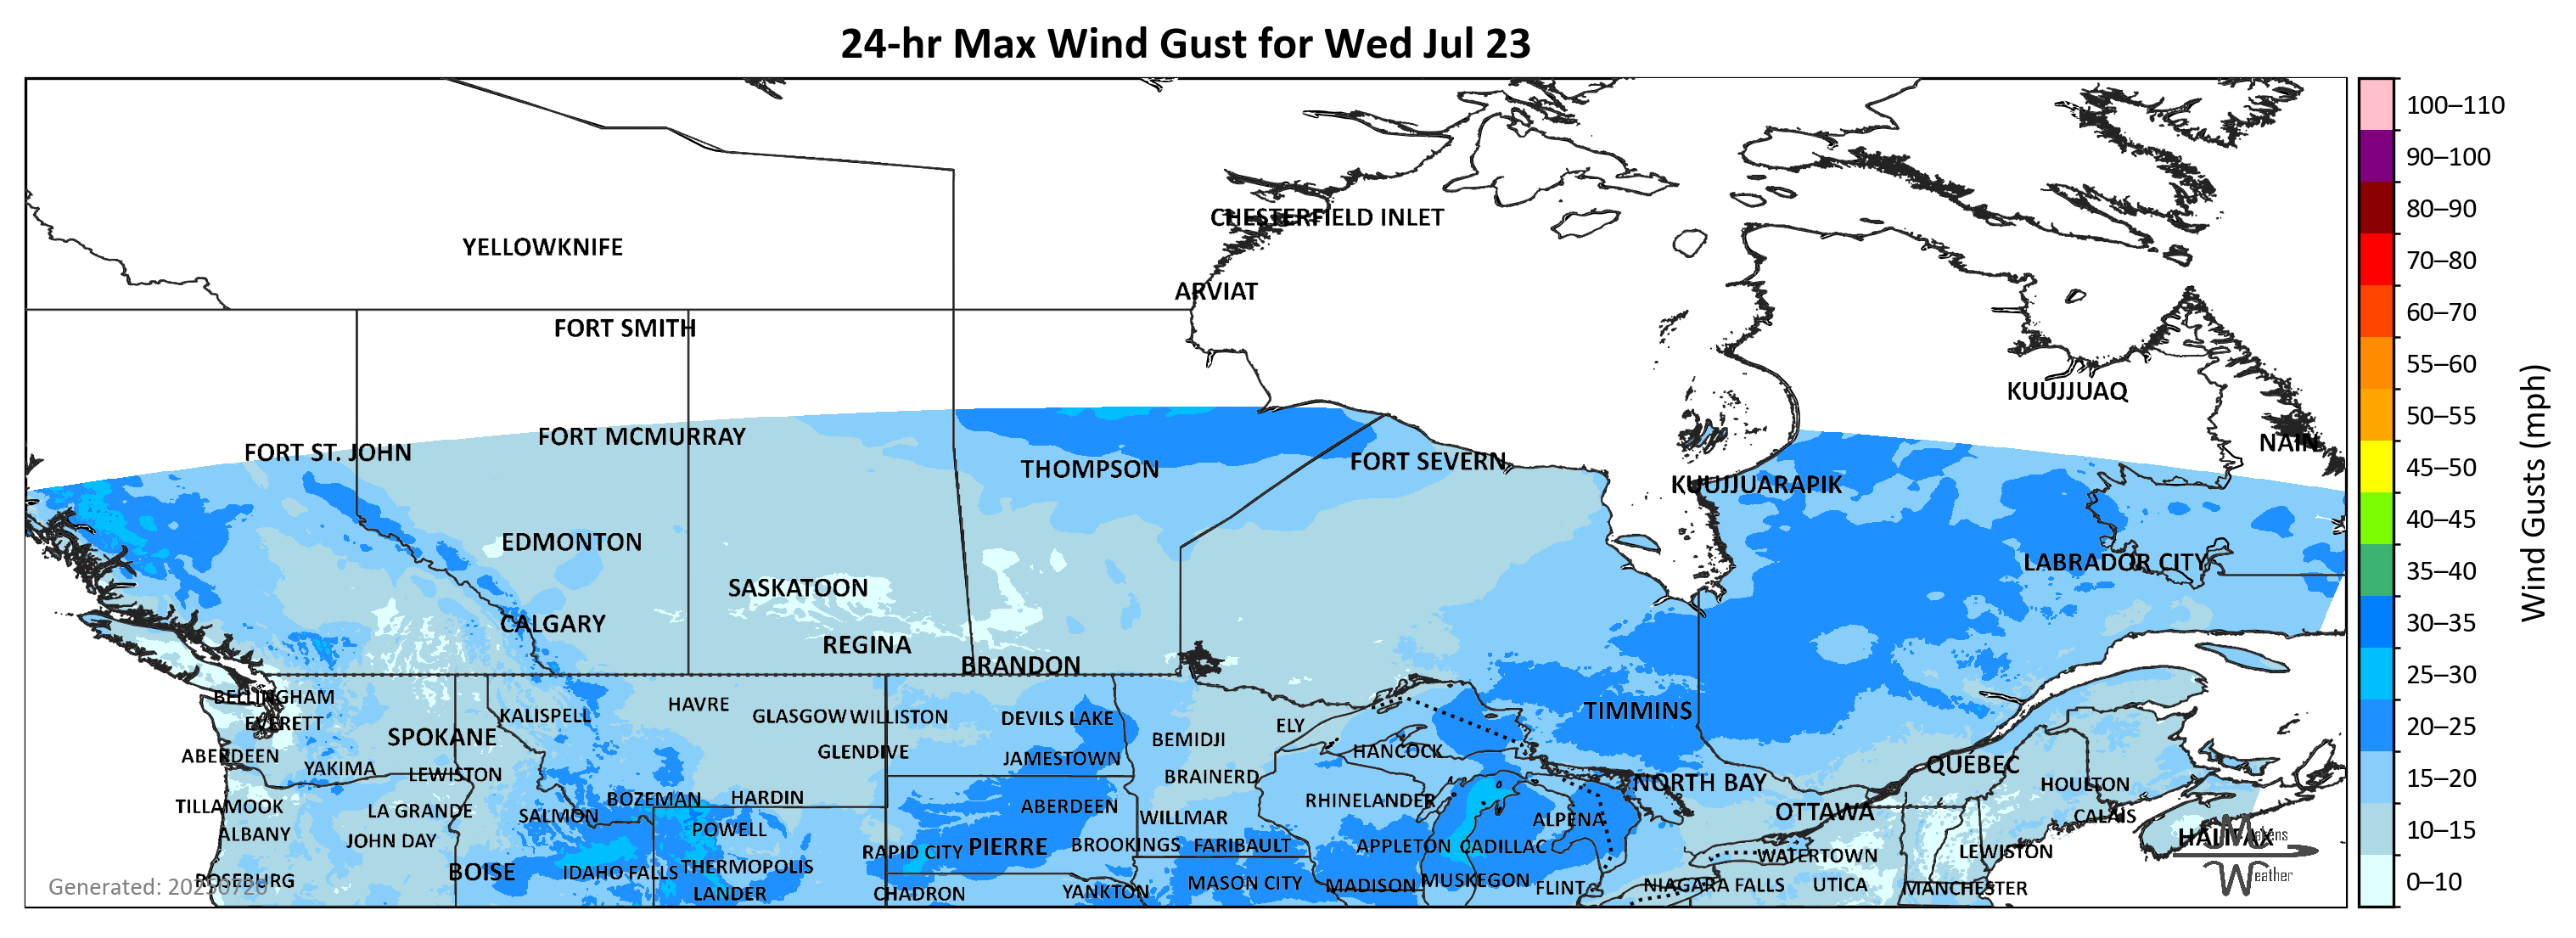 24-hr Max Wind Gust for Wed Jul 23
100–110
90–100
80–90
70–80
60–70
55–60
50–55
45–50
40–45
35–40
30–35
25–30
20–25
15–20
10–15
0–10
Wind Gusts (mph)
CHESTERFIELD INLET
YELLOWKNIFE
ARVIAT
FORT SMITH
KUUJJUAQ
FORT MCMURRAY
NAIN
FORT ST. JOHN
FORT SEVERN
THOMPSON
KUUJJUARAPIK
EDMONTON
LABRADOR CITY
SASKATOON
CALGARY
REGINA
BRANDON
BELLINGHAM
HAVRE
TIMMINS
KALISPELL
GLASGOW
WILLISTON
DEVILS LAKE
EVERETT
ELY
SPOKANE
BEMIDJI
GLENDIVE
HANCOCK
ABERDEEN
JAMESTOWN
QUÉBEC
YAKIMA
LEWISTON
BRAINERD
NORTH BAY
HOULTON
BOZEMAN
HARDIN
RHINELANDER
TILLAMOOK
ABERDEEN
LA GRANDE
OTTAWA
SALMON
CALAIS
WILLMAR
ALPENA
POWELL
ALBANY
HALIFAX
JOHN DAY
BROOKINGS
FARIBAULT
APPLETON
CADILLAC
PIERRE
RAPID CITY
LEWISTON
WATERTOWN
THERMOPOLIS
BOISE
IDAHO FALLS
ROSEBURG
MUSKEGON
MASON CITY
MADISON
NIAGARA FALLS
UTICA
FLINT
MANCHESTER
YANKTON
LANDER
CHADRON
Generated: 20250720
Makens
Weather